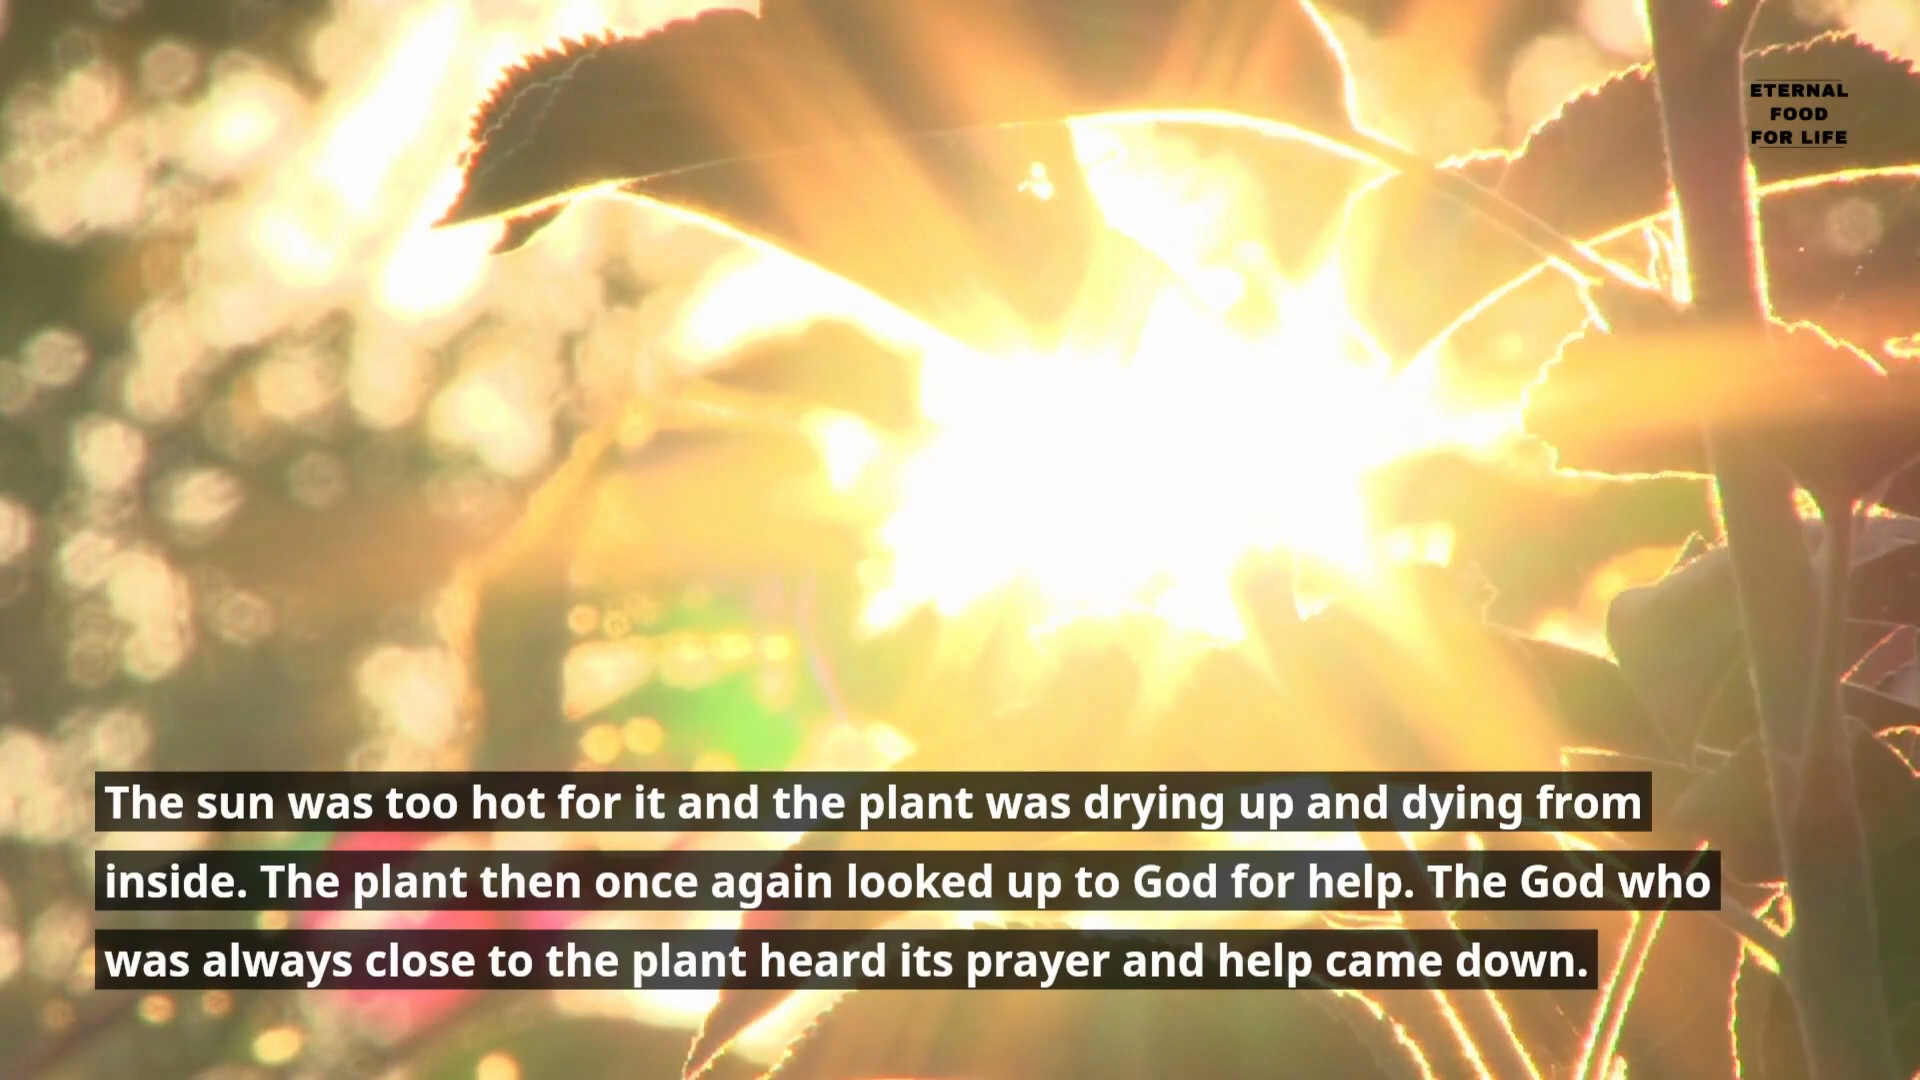 ETERNAL
FOOD
FOR LIFE
The sun was too hot for it and the plant was drying up and dying from
inside. The plant then once again looked up to God for help. The God who
was always close to the plant heard its prayer and help came down.